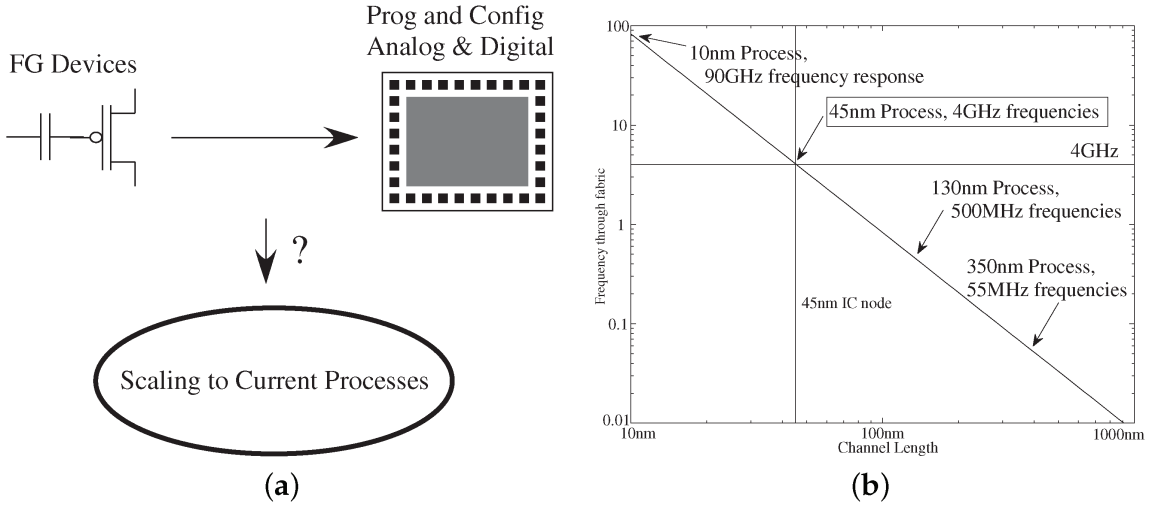 FG Devices
Prog and Config
Analog & Digital
?
Scaling to Current Processes
(a)
Frequency through fabric
100
10
1
0.1
0.01
10nm Process,
90GHz frequency response
45nm Process, 4GHz frequencies
4GHz
130nm Process,
500MHz frequencies
350nm Process,
55MHz frequencies
45nm IC node
10nm
100nm
1000nm
Channel Length
(b)